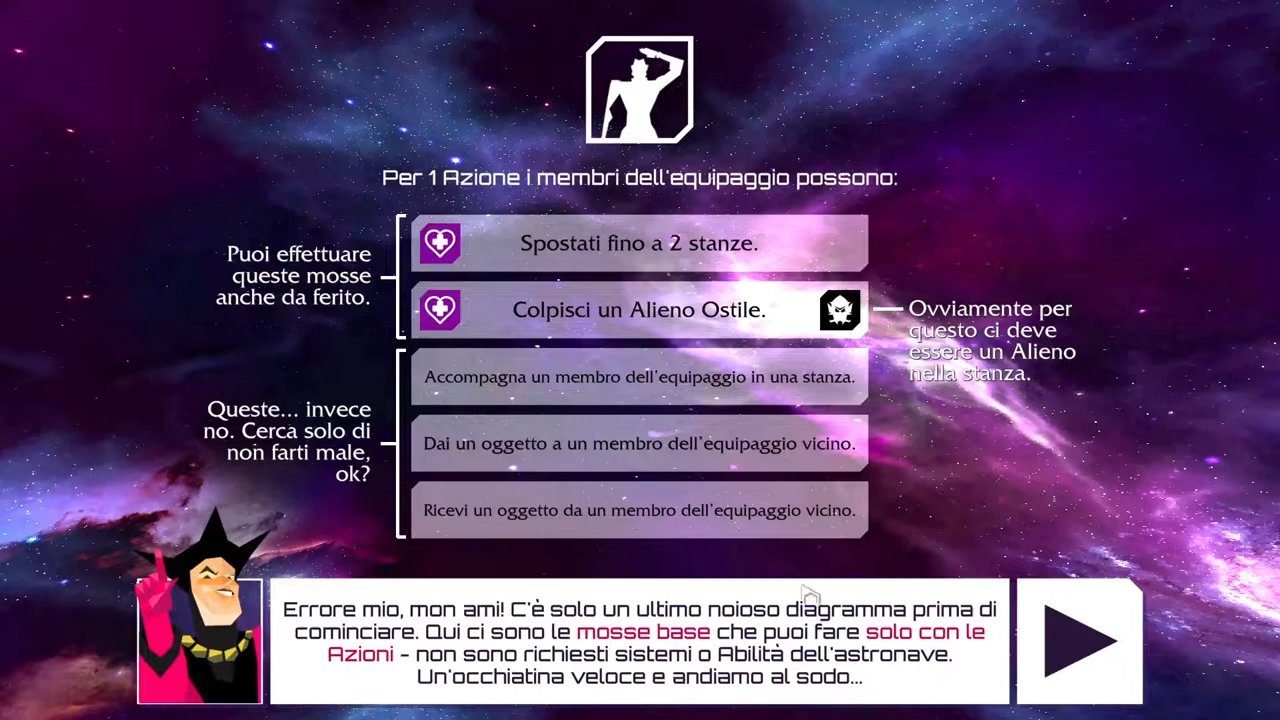 Per 1 Azione i membri dell'equipaggio possono:
Puoi effettuare
queste mosse
anche da ferito.
Spostati fino a 2 stanze.
Colpisci un Alieno Ostile.
Ovviamente per
questo ci deve
essere un Alieno
nella stanza.
Queste... invece
no. Cerca solo di
non farti male,
ok?
Accompagna un membro dell'equipaggio in una stanza.
Dai un oggetto a un membro dell'equipaggio vicino.
Ricevi un oggetto da un membro dell'equipaggio vicino.
Errore mio, mon ami! C'è solo un ultimo noioso diagramma prima di
cominciare. Qui ci sono le mosse base che puoi fare solo con le
Azioni - non sono richiesti sistemi o Abilità dell'astronave.
Un'occhiatina veloce e andiamo al sodo...